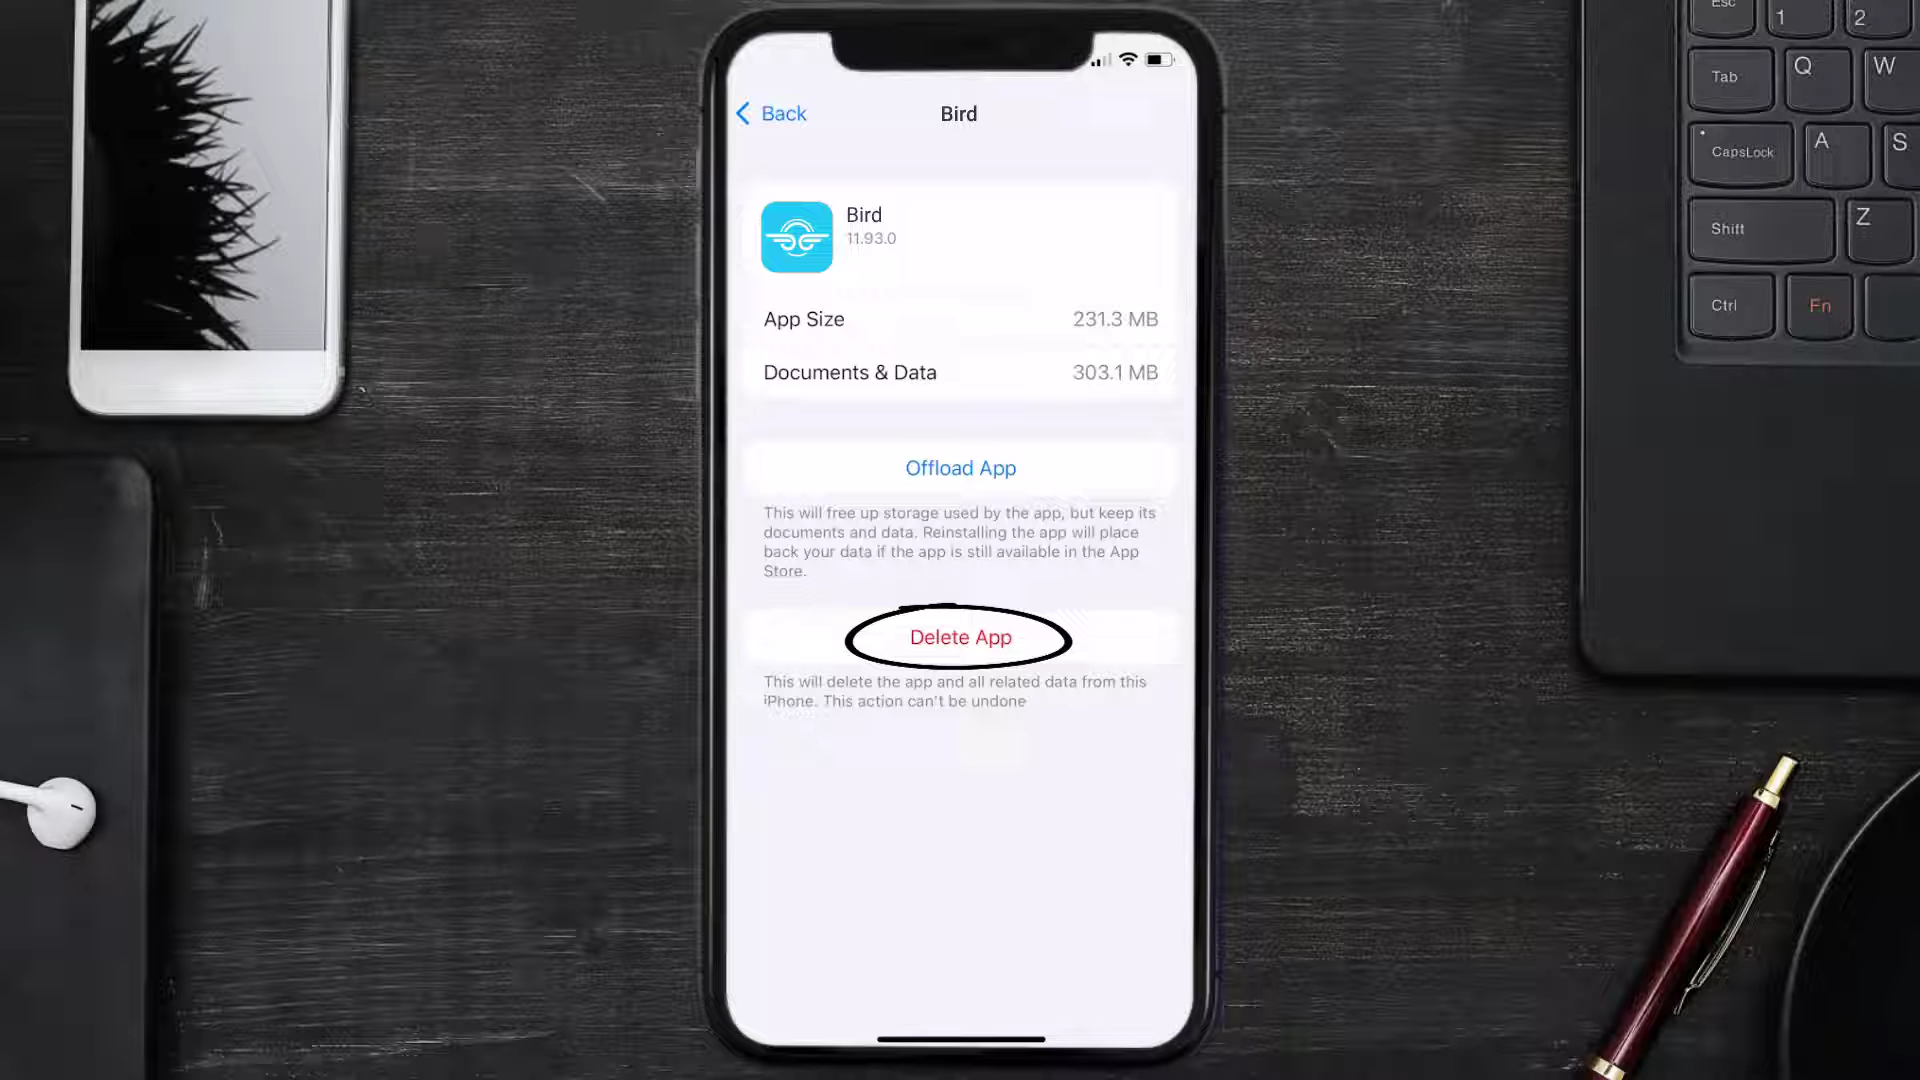 Back
Bird
Bird
11.93.0
App Size
231.3 MB
Documents & Data
303.1 MB
Offload App
This will free up storage used by the app, but keep its
documents and data. Reinstalling the app will place
back your data if the app is still available in the App
Store.
Delete App
This will delete the app and all related data from this
iPhone. This action can't be undone
Esc
1
2
Tab
Q
W
CapsLock
A
S
Shift
Z
Ctrl
Fn